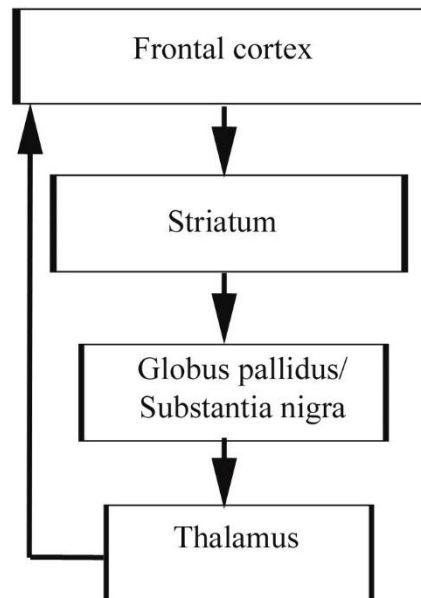 Frontal cortex
Striatum
Globus pallidus/
Substantia nigra
Thalamus